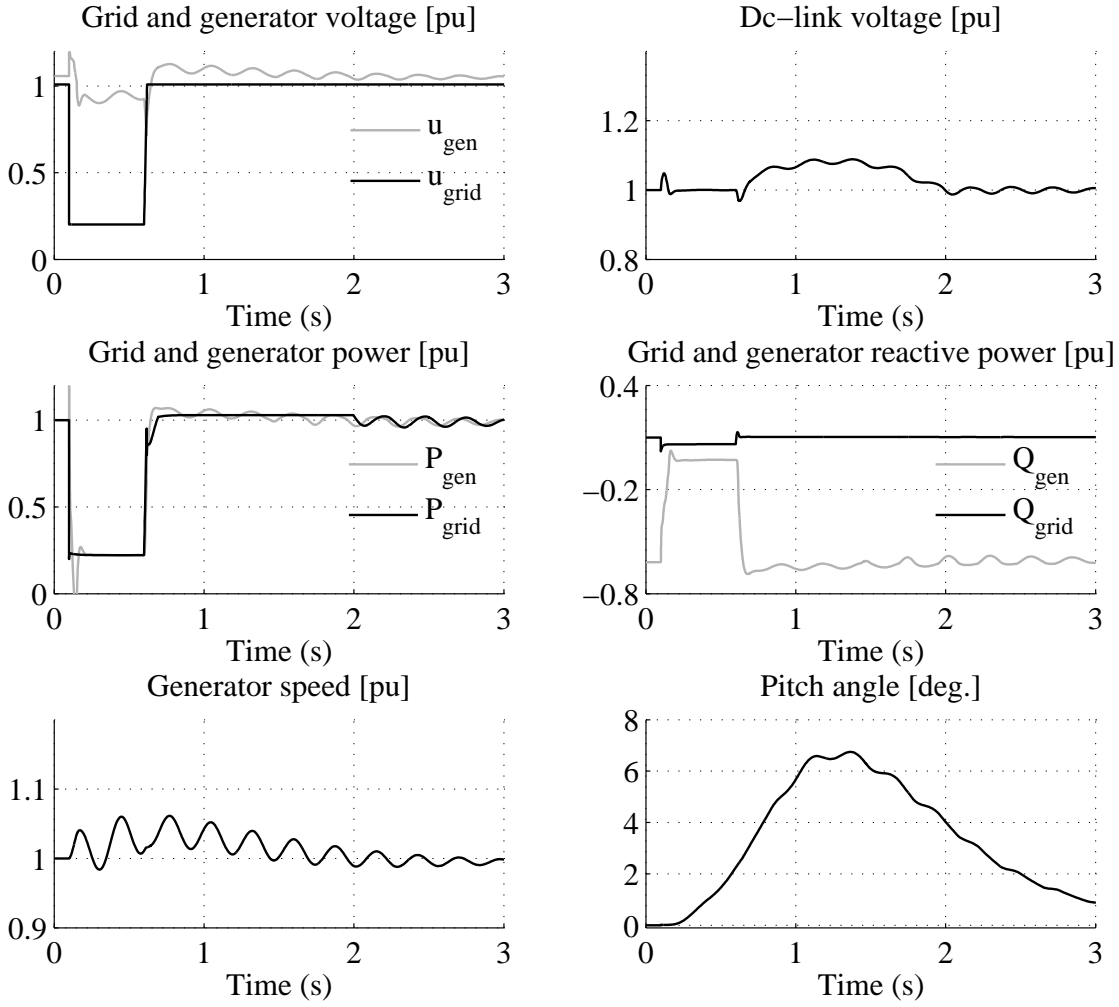 Grid and generator voltage [pu]
1
0.5
0
u_gen
u_grid
0 1 2 3
Time (s)
Dc−link voltage [pu]
1.2
1
0.8
0 1 2 3
Time (s)
Grid and generator power [pu]
1
0.5
0
P_gen
P_grid
0 1 2 3
Time (s)
Grid and generator reactive power [pu]
0.4
−0.2
−0.8
Q_gen
Q_grid
0 1 2 3
Time (s)
Generator speed [pu]
1.1
1
0.9
0 1 2 3
Time (s)
Pitch angle [deg.]
8
6
4
2
0
0 1 2 3
Time (s)